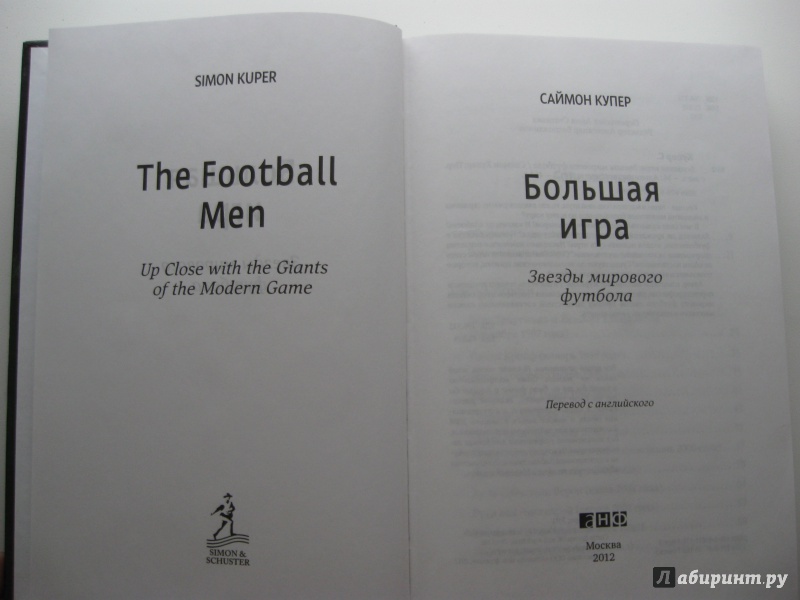 SIMON KUPER
The Football
Men
Up Close with the Giants
of the Modern Game
SIMON &
SCHUSTER
САЙМОН КУПЕР
Большая
игра
Звезды мирового
футбола
Перевод с английского
анф
Москва
2012
Лабиринт.ру